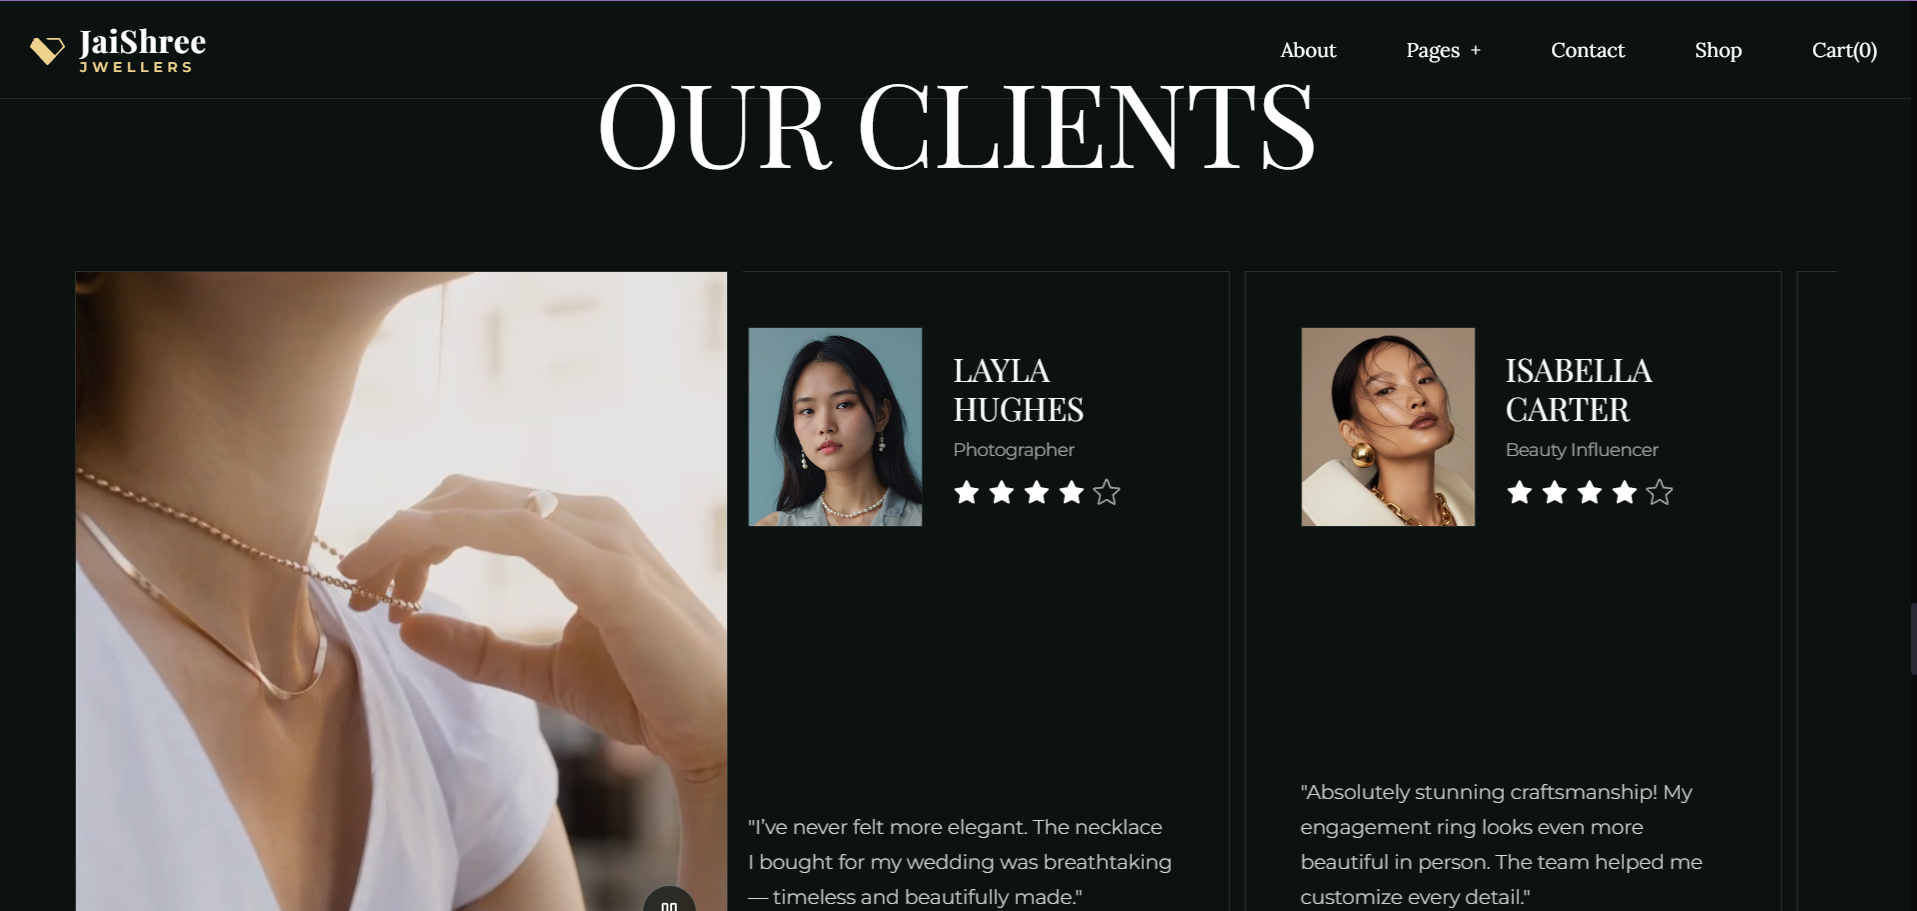 JaiShree
JWELLERS
About
Pages +
Contact
Shop
Cart(0)
OUR CLIENTS
LAYLA
HUGHES
Photographer
"I've never felt more elegant. The necklace
I bought for my wedding was breathtaking
— timeless and beautifully made."
ISABELLA
CARTER
Beauty Influencer
"Absolutely stunning craftsmanship! My
engagement ring looks even more
beautiful in person. The team helped me
customize every detail."